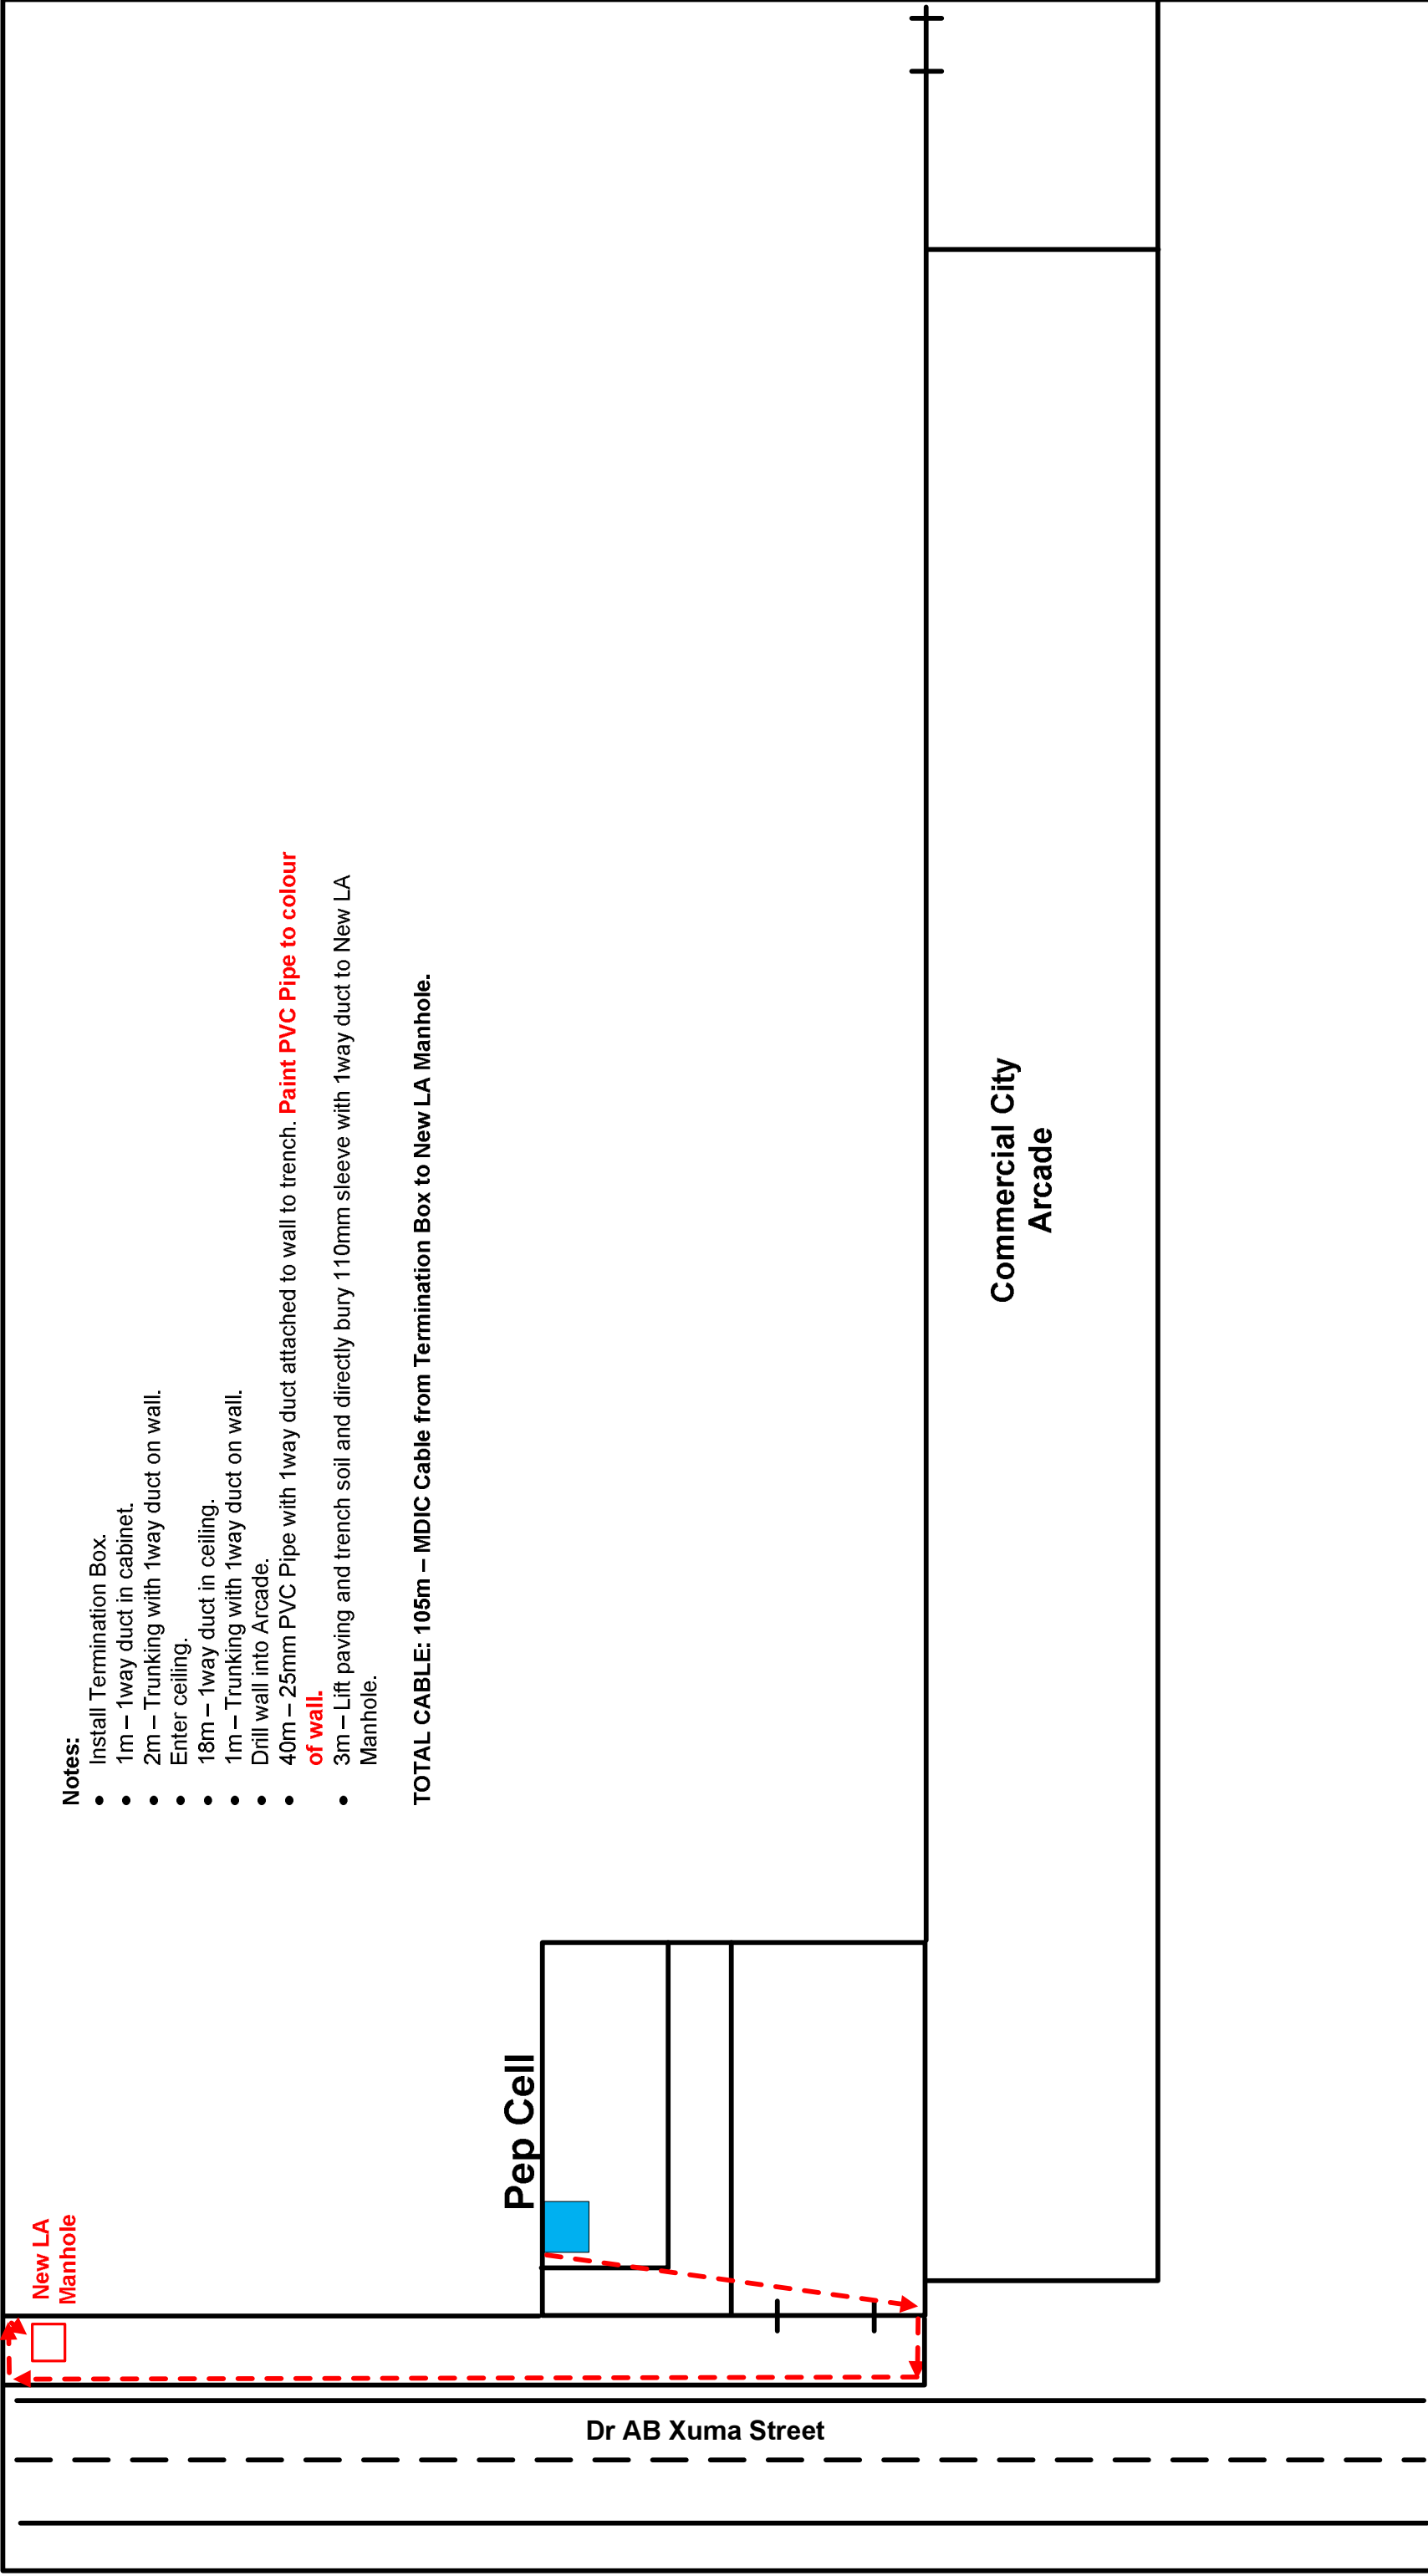 Notes:
• Install Termination Box.
• 1m – 1way duct in cabinet.
• 2m – Trunking with 1way duct on wall.
• Enter ceiling.
• 18m – 1way duct in ceiling.
• 1m – Trunking with 1way duct on wall.
• Drill wall into Arcade.
• 40m – 25mm PVC Pipe with 1way duct attached to wall to trench. Paint PVC Pipe to colour
of wall.
• 3m – Lift paving and trench soil and directly bury 110mm sleeve with 1way duct to New LA
Manhole.
TOTAL CABLE: 105m – MDIC Cable from Termination Box to New LA Manhole.
New LA
Manhole
Pep Cell
Commercial City
Arcade
Dr AB Xuma Street